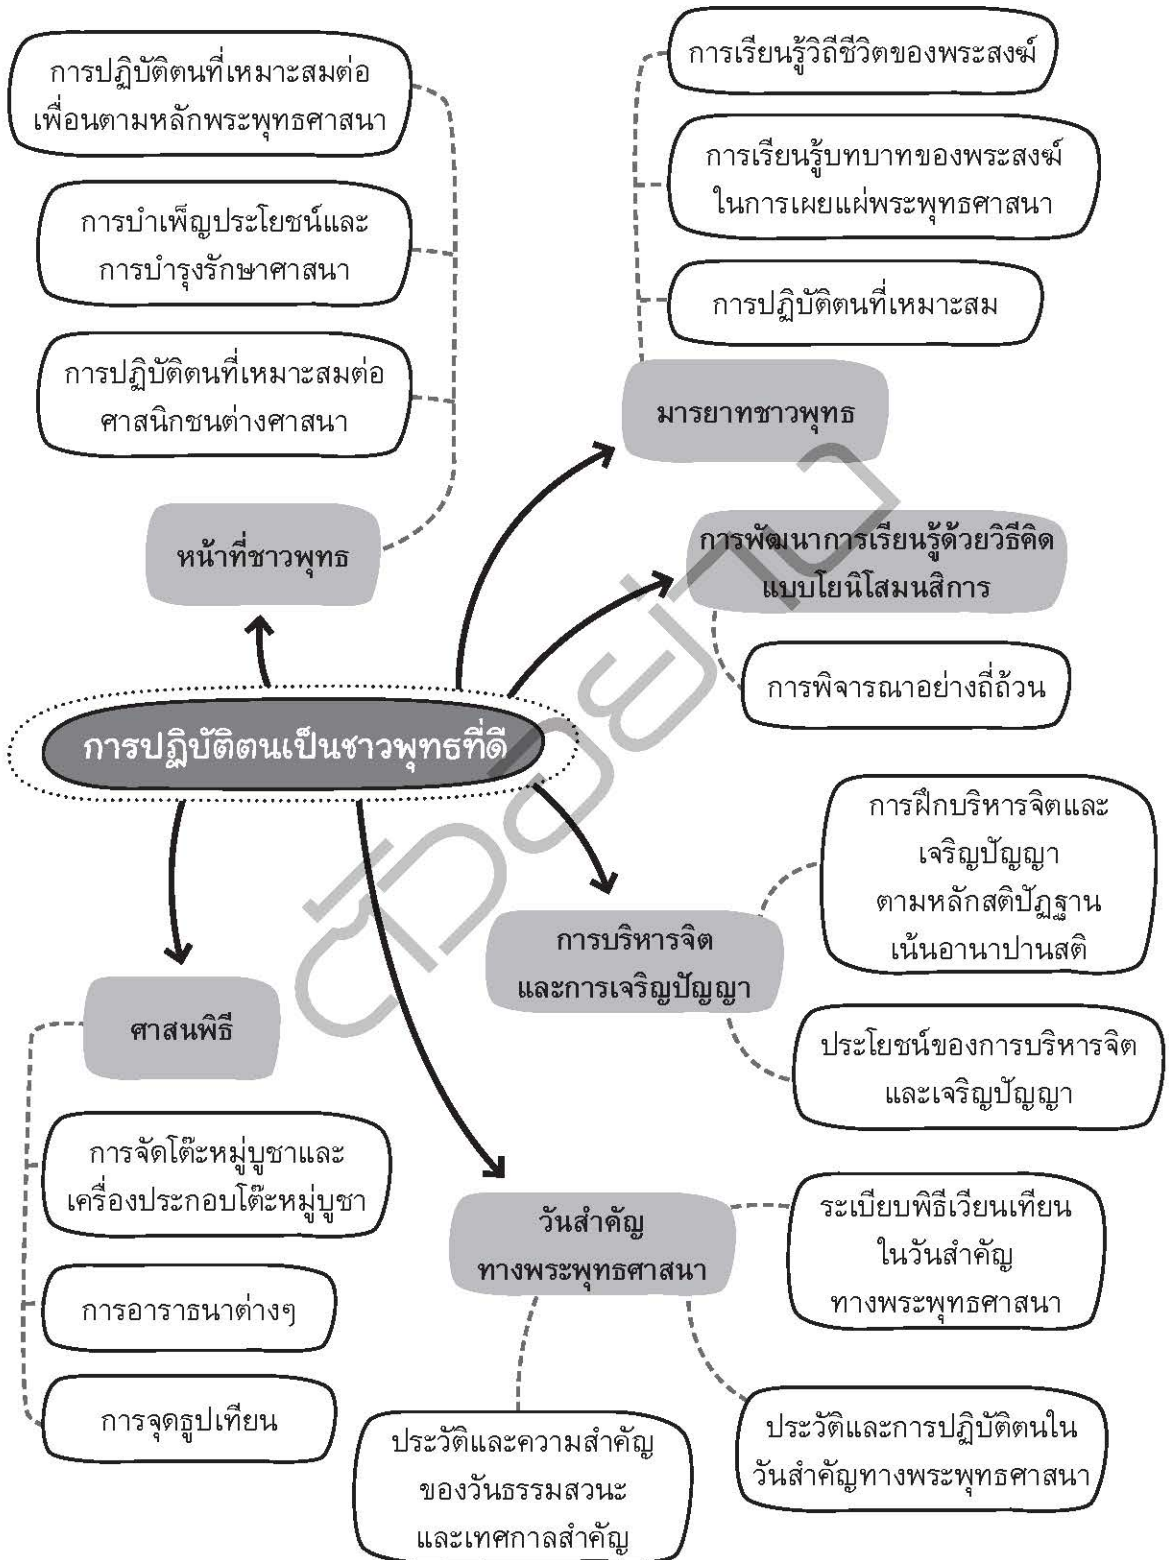 การปฏิบัติตนที่เหมาะสมต่อ
เพื่อนตามหลักพระพุทธศาสนา
การบำเพ็ญประโยชน์และ
การบำรุงรักษาศาสนา
การปฏิบัติตนที่เหมาะสมต่อ
ศาสนิกชนต่างศาสนา
หน้าที่ชาวพุทธ
การเรียนรู้วิถีชีวิตของพระสงฆ์
การเรียนรู้บทบาทของพระสงฆ์
ในการเผยแผ่พระพุทธศาสนา
การปฏิบัติตนที่เหมาะสม
มารยาทชาวพุทธ
การพัฒนาการเรียนรู้ด้วยวิธีคิด
แบบโยนิโสมนสิการ
การพิจารณาอย่างถี่ถ้วน
การปฏิบัติตนเป็นชาวพุทธที่ดี
ตัวอย่าง
การฝึกบริหารจิตและ
เจริญปัญญา
ตามหลักสติปัฏฐาน
เน้นอานาปานสติ
การบริหารจิต
และการเจริญปัญญา
ประโยชน์ของการบริหารจิต
และเจริญปัญญา
ศาสนพิธี
การจัดโต๊ะหมู่บูชาและ
เครื่องประกอบโต๊ะหมู่บูชา
การอาราธนาต่างๆ
การจุดธูปเทียน
วันสำคัญ
ทางพระพุทธศาสนา
ระเบียบพิธีเวียนเทียน
ในวันสำคัญ
ทางพระพุทธศาสนา
ประวัติและความสำคัญ
ของวันธรรมสวนะ
และเทศกาลสำคัญ
ประวัติและการปฏิบัติตนใน
วันสำคัญทางพระพุทธศาสนา